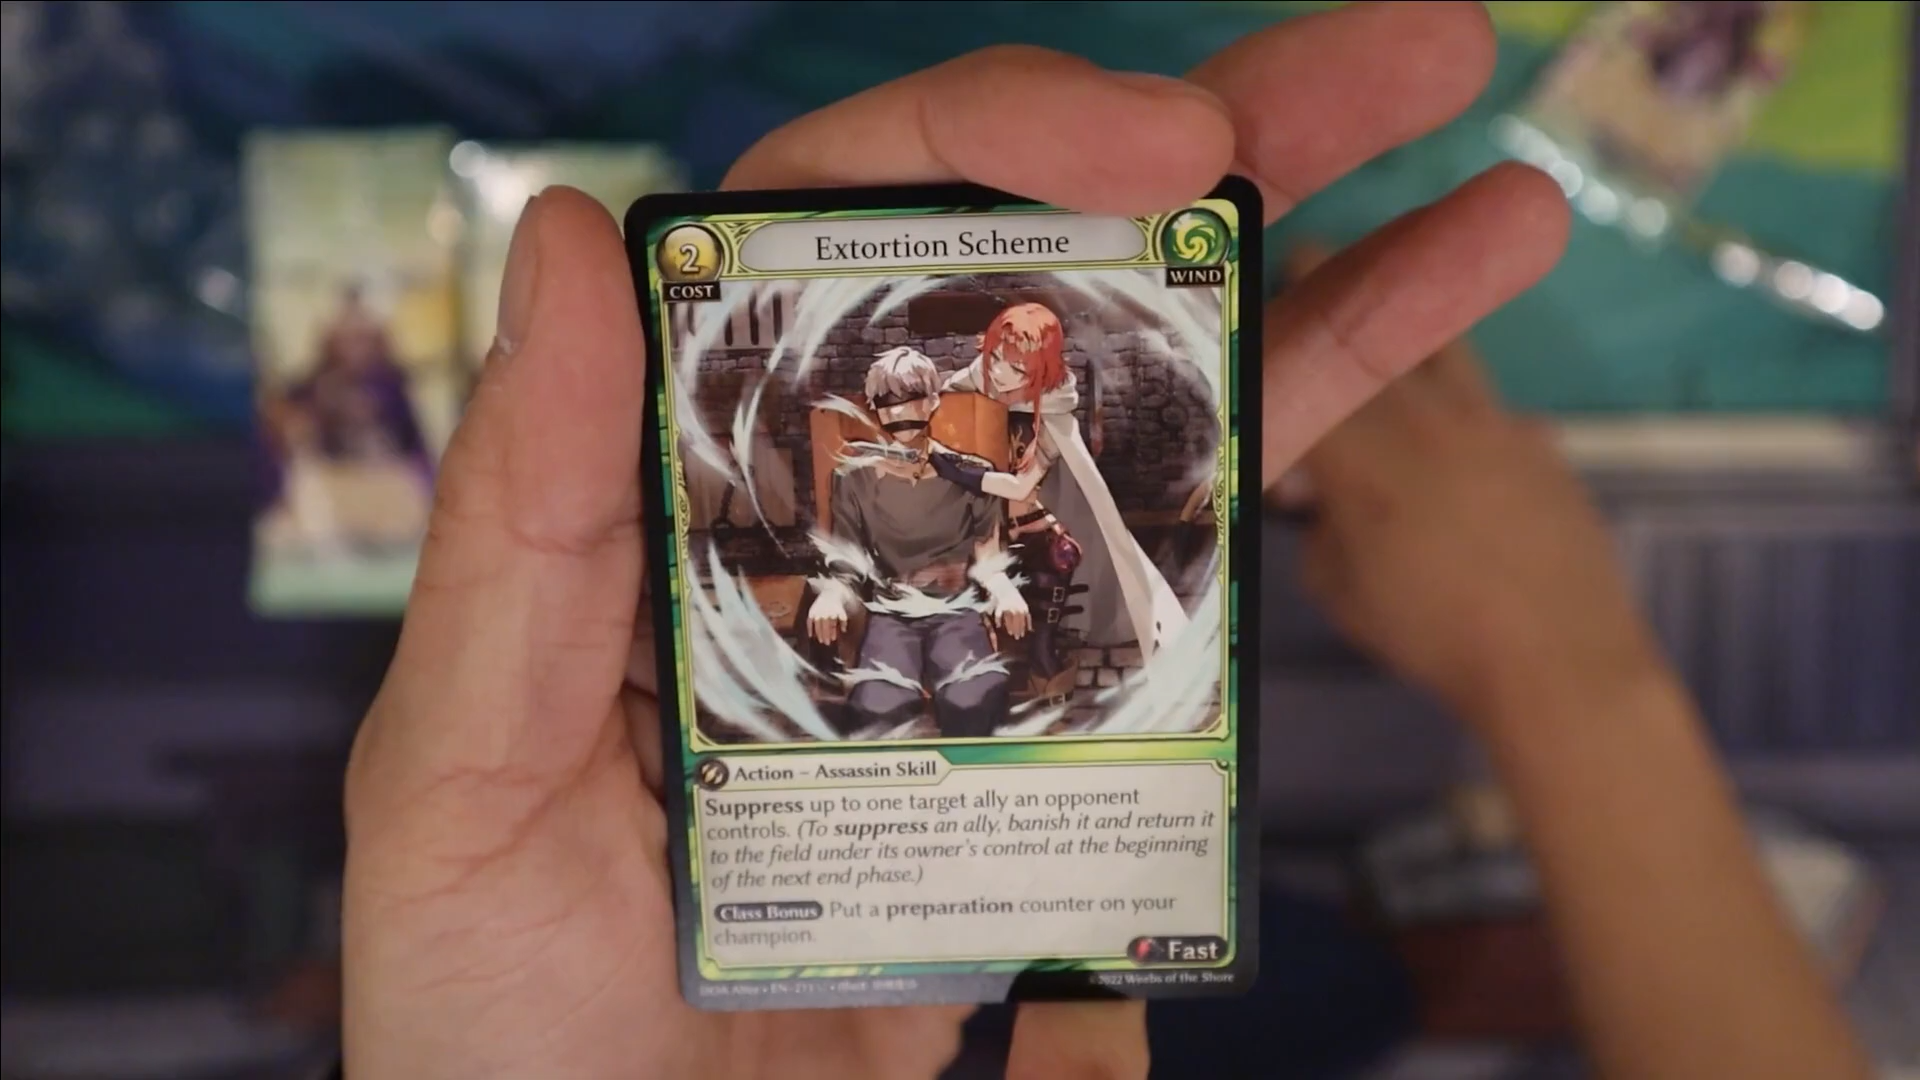 2
Extortion Scheme
COST
WIND
Action – Assassin Skill
Suppress up to one target ally an opponent
controls. (To suppress an ally, banish it and return it
to the field under its owner's control at the beginning
of the next end phase.)
Class Bonus Put a preparation counter on your
champion.
Fast
©2022 Weebs of the Shore